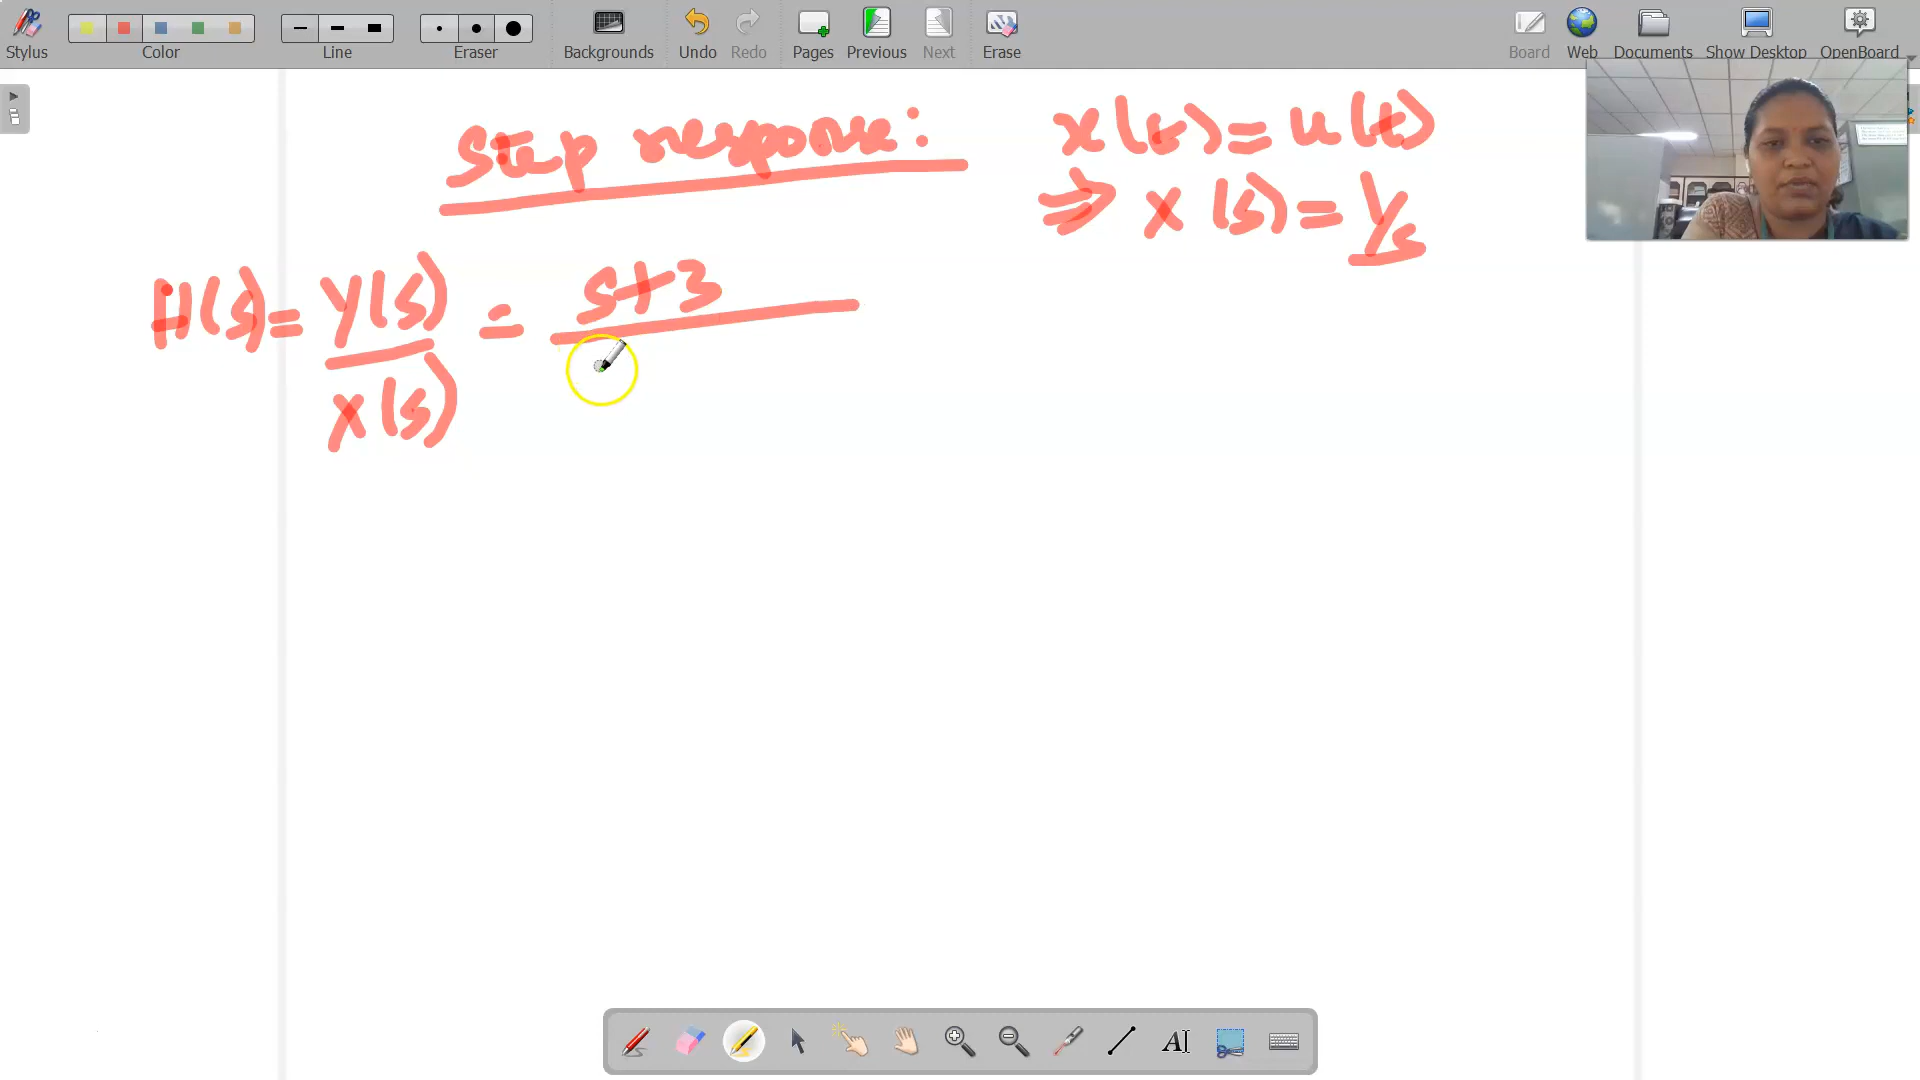 Stylus Color Line Eraser Backgrounds Undo Redo Pages Previous Next Erase Board Web Documents Show Desktop OpenBoard
Step response:
x(t)=u(t)
⇒ X(s)=1/s
H(s)= Y(s)/X(s) = s+3